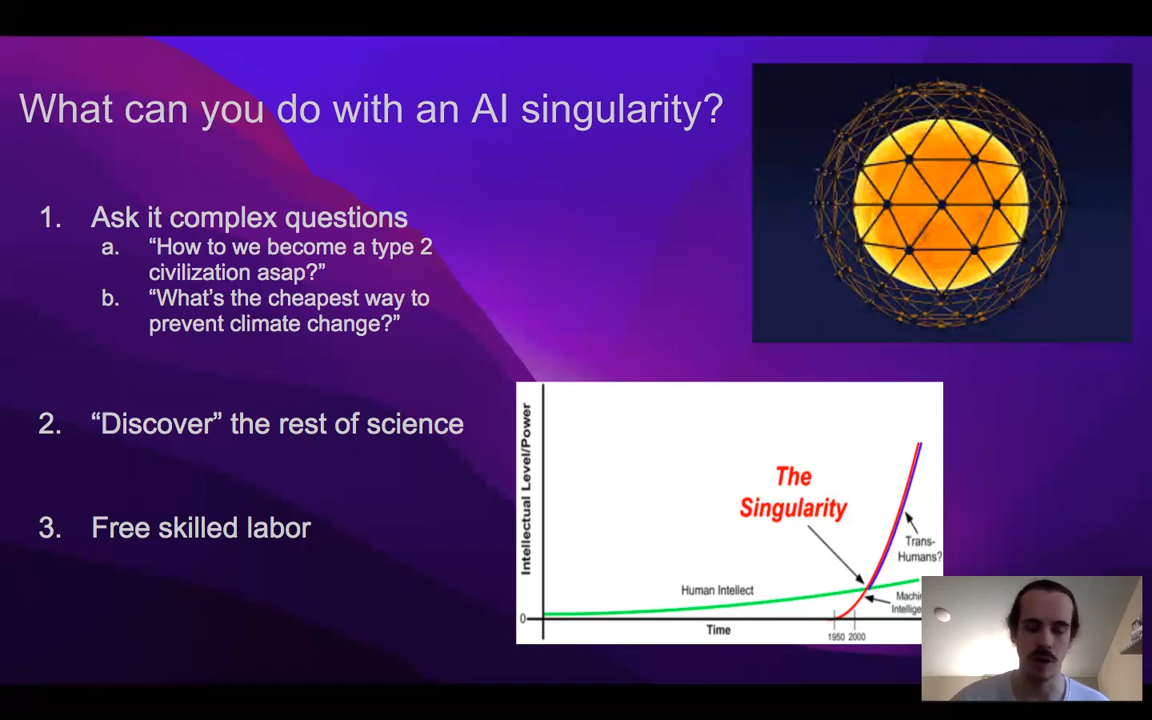 What can you do with an AI singularity?
1. Ask it complex questions
a. “How to we become a type 2
civilization asap?”
b. “What’s the cheapest way to
prevent climate change?”
2. “Discover” the rest of science
3. Free skilled labor
Intellectual Level/Power
The
Singularity
Trans-
Humans?
Human Intellect
0
Time
1950 2000